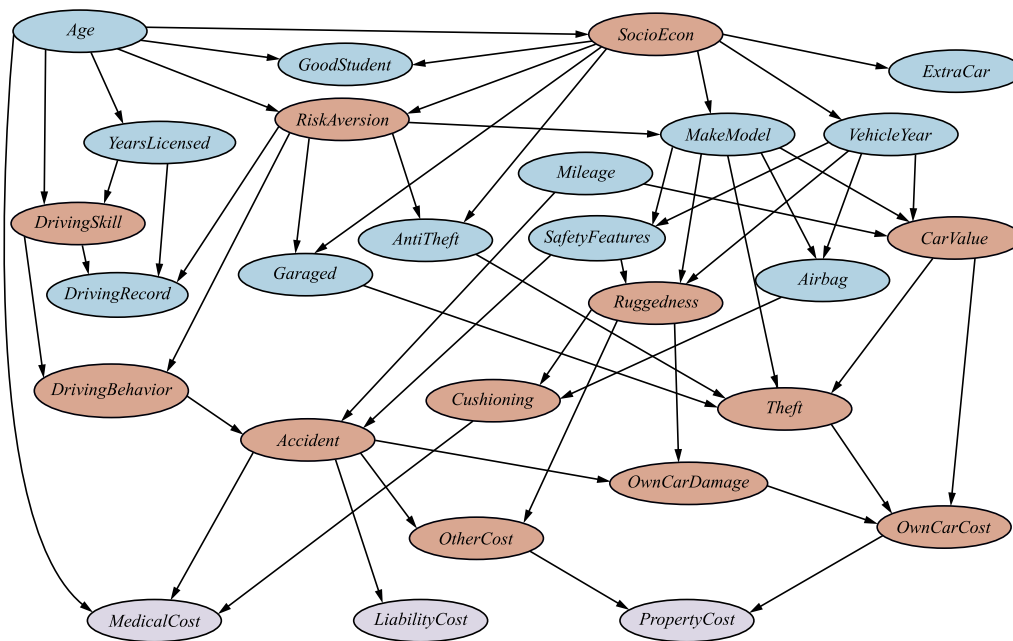 Age
SocioEcon
GoodStudent
ExtraCar
RiskAversion
YearsLicensed
MakeModel
VehicleYear
Mileage
DrivingSkill
AntiTheft
SafetyFeatures
CarValue
Garaged
Airbag
DrivingRecord
Ruggedness
DrivingBehavior
Cushioning
Theft
Accident
OwnCarDamage
OtherCost
OwnCarCost
MedicalCost
LiabilityCost
PropertyCost